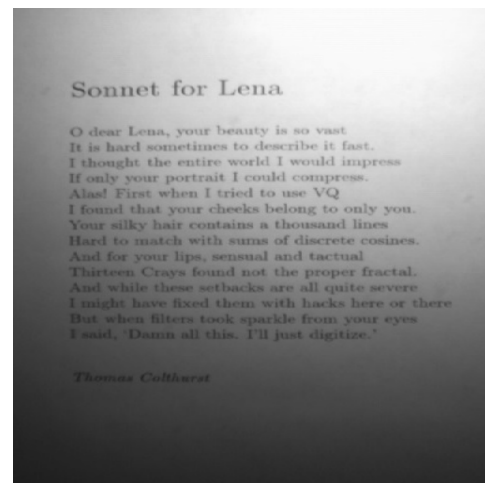 Sonnet for Lena
O dear Lena, your beauty is so vast
It is hard sometimes to describe it fast.
I thought the entire world I would impress
If only your portrait I could compress.
Alas! First when I tried to use VQ
I found that your cheeks belong to only you.
Your silky hair contains a thousand lines
Hard to match with sums of discrete cosines.
And for your lips, sensual and tactual
Thirteen Crays found not the proper fractal.
And while these setbacks are all quite severe
I might have fixed them with hacks here or there
But when filters took sparkle from your eyes
I said, 'Damn all this. I'll just digitize.'
Thomas Colthurst